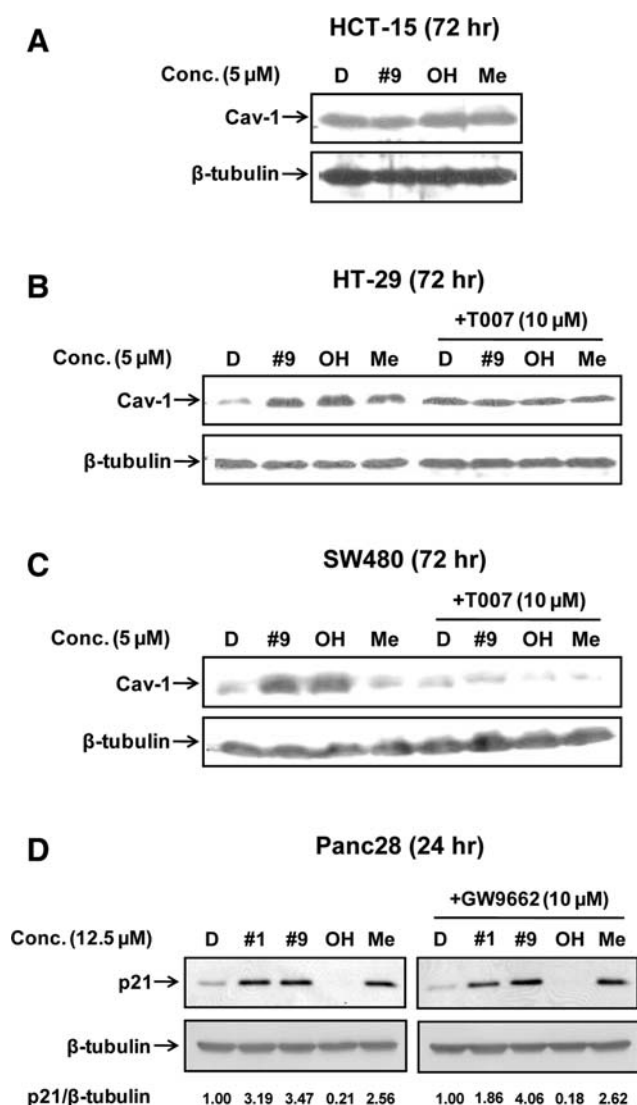 A
HCT-15 (72 hr)
Conc. (5 µM) D #9 OH Me
Cav-1
β-tubulin
B
HT-29 (72 hr)
+T007 (10 µM)
Conc. (5 µM) D #9 OH Me D #9 OH Me
Cav-1
β-tubulin
C
SW480 (72 hr)
+T007 (10 µM)
Conc. (5 µM) D #9 OH Me D #9 OH Me
Cav-1
β-tubulin
D
Panc28 (24 hr)
+GW9662 (10 µM)
Conc. (12.5 µM) D #1 #9 OH Me D #1 #9 OH Me
p21
β-tubulin
p21/β-tubulin 1.00 3.19 3.47 0.21 2.56 1.00 1.86 4.06 0.18 2.62